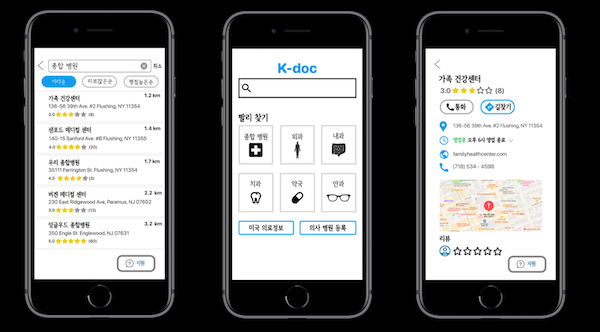 종합 병원
취소
거리순
리뷰많은순
평점높은순
가족 건강센터
1.2 km
136-56 39th Ave. #2 Flushing, NY 11354
3.0 (8)
샌포드 메디컬 센터
1.4 km
140-15 Sanford Ave. #B Flushing, NY 11355
4.0 (20)
우리 종합병원
1.7 km
35111 Farrington St. Flushing, NY 11354
4.0 (3)
버겐 메디컬 센터
2.2 km
230 East Ridgewood Ave, Paramus, NJ 07652
3.0 (12)
잉글우드 종합병원
3.2 km
350 Engle St. Englewood, NJ 07631
5.0 (60)
지원
K-doc
빨리 찾기
종합 병원
외과
내과
치과
약국
안과
미국 의료정보
의사 병원 등록
가족 건강센터
3.0 (8)
통화
길찾기
136-56 39th Ave. #2 Flushing, NY 11354
영업중 오후 6시 영업 종료
familyhealthcenter.com
(718) 534 - 4598
리뷰
지원